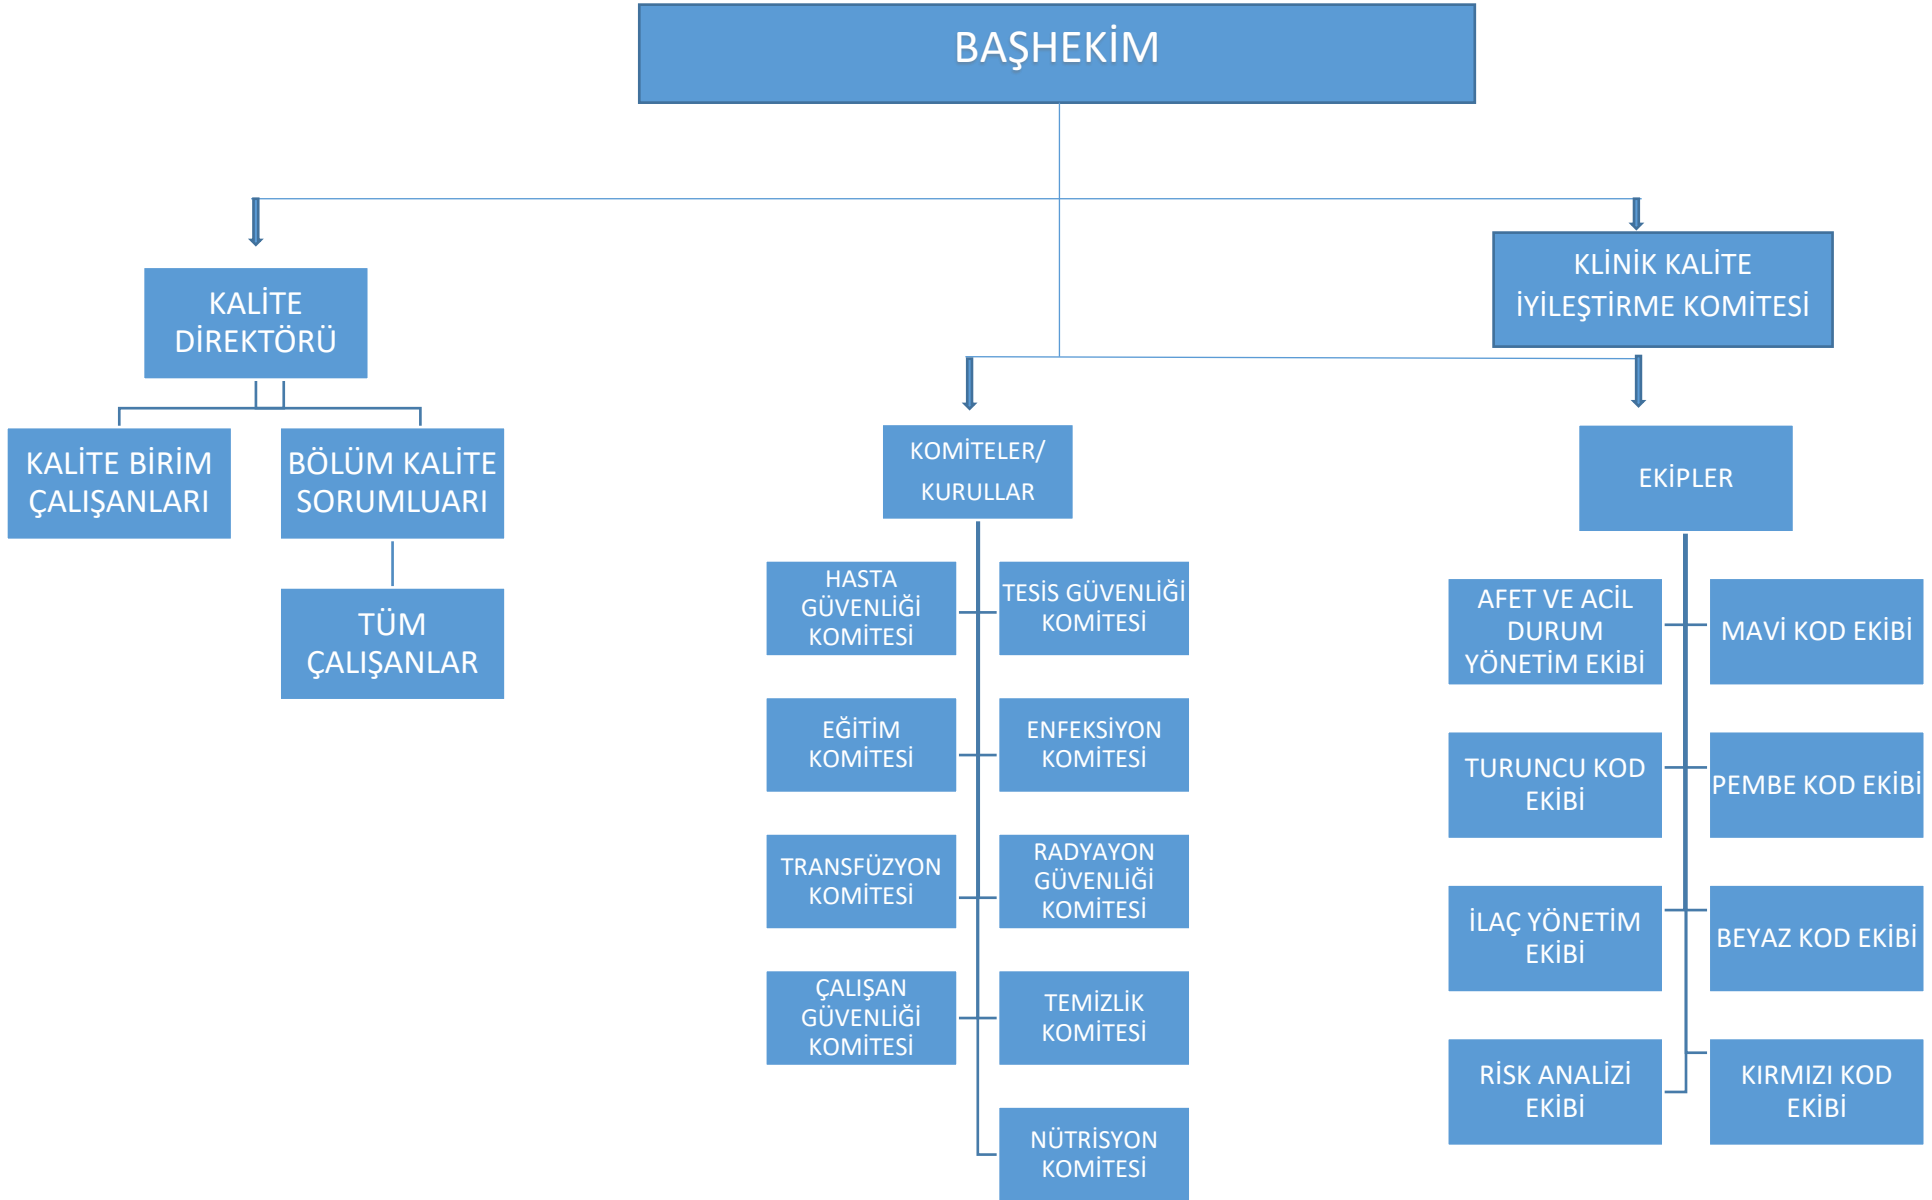 BAŞHEKİM
KLİNİK KALİTE
İYİLEŞTİRME KOMİTESİ
KALİTE
DİREKTÖRÜ
KALİTE BİRİM
ÇALIŞANLARI
BÖLÜM KALİTE
SORUMLUARI
TÜM
ÇALIŞANLAR
KOMİTELER/
KURULLAR
HASTA
GÜVENLİĞİ
KOMİTESİ
TESİS GÜVENLİĞİ
KOMİTESİ
EĞİTİM
KOMİTESİ
ENFEKSİYON
KOMİTESİ
TRANSFÜZYON
KOMİTESİ
RADYAYON
GÜVENLİĞİ
KOMİTESİ
ÇALIŞAN
GÜVENLİĞİ
KOMİTESİ
TEMİZLİK
KOMİTESİ
NÜTRİSYON
KOMİTESİ
EKİPLER
AFET VE ACİL
DURUM
YÖNETİM EKİBİ
MAVİ KOD EKİBİ
TURUNCU KOD
EKİBİ
PEMBE KOD EKİBİ
İLAÇ YÖNETİM
EKİBİ
BEYAZ KOD EKİBİ
RİSK ANALİZİ
EKİBİ
KIRMIZI KOD
EKİBİ